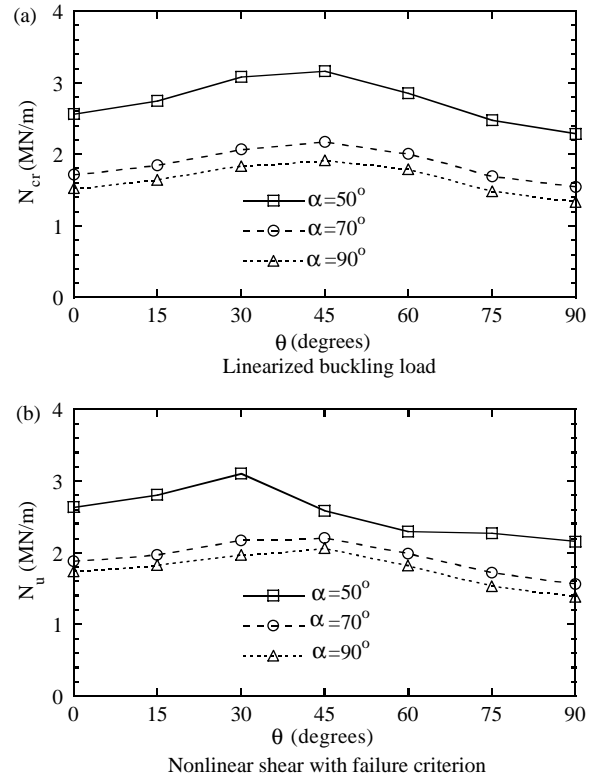 (a)
4
3
2
1
0
N_cr (MN/m)
α=50°
α=70°
α=90°
0 15 30 45 60 75 90
θ (degrees)
Linearized buckling load
(b)
4
3
2
1
0
N_u (MN/m)
α=50°
α=70°
α=90°
0 15 30 45 60 75 90
θ (degrees)
Nonlinear shear with failure criterion